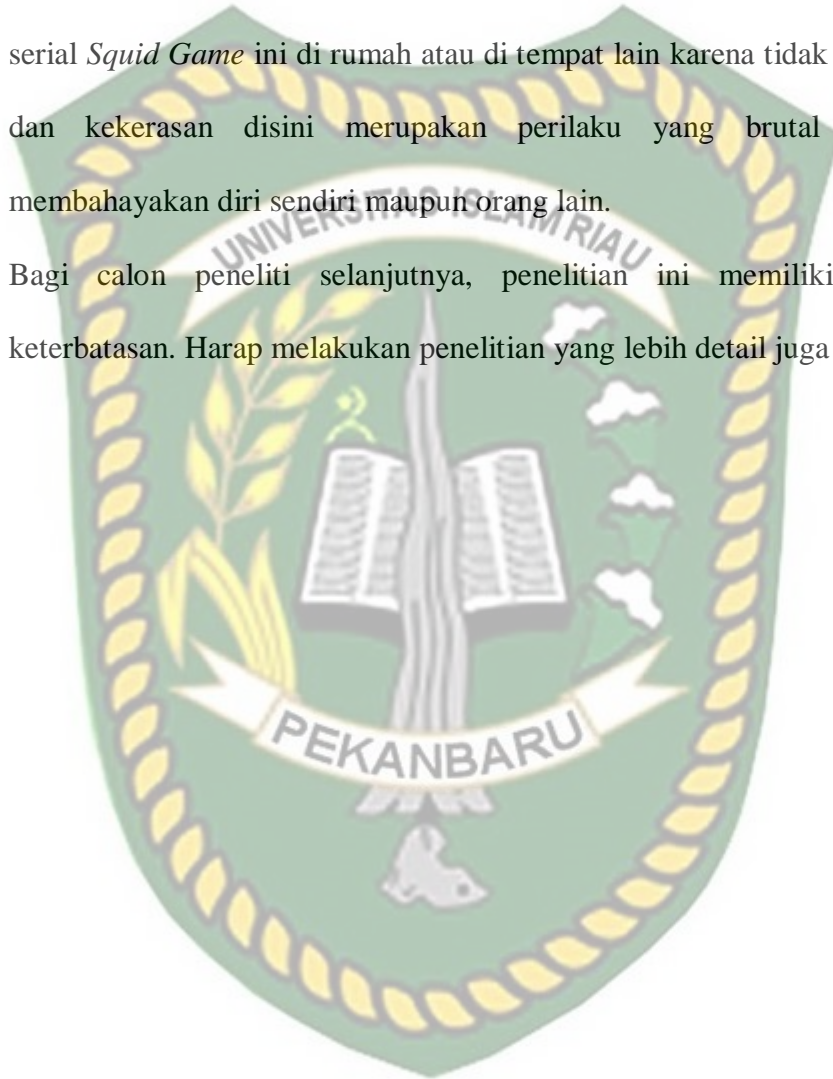 serial Squid Game ini di rumah atau di tempat lain karena tidak
dan kekerasan disini merupakan perilaku yang brutal
membahayakan diri sendiri maupun orang lain.
UNIVERSITAS ISLAM RIAU
Bagi calon peneliti selanjutnya, penelitian ini memiliki
keterbatasan. Harap melakukan penelitian yang lebih detail juga
PEKANBARU